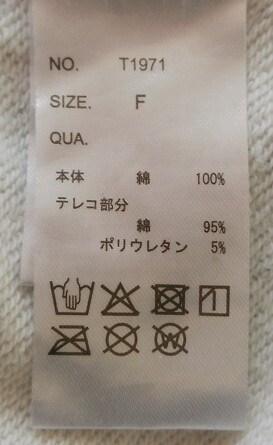 NO. T1971
SIZE. F
QUA.
本体 綿 100%
テレコ部分
綿 95%
ポリウレタン 5%